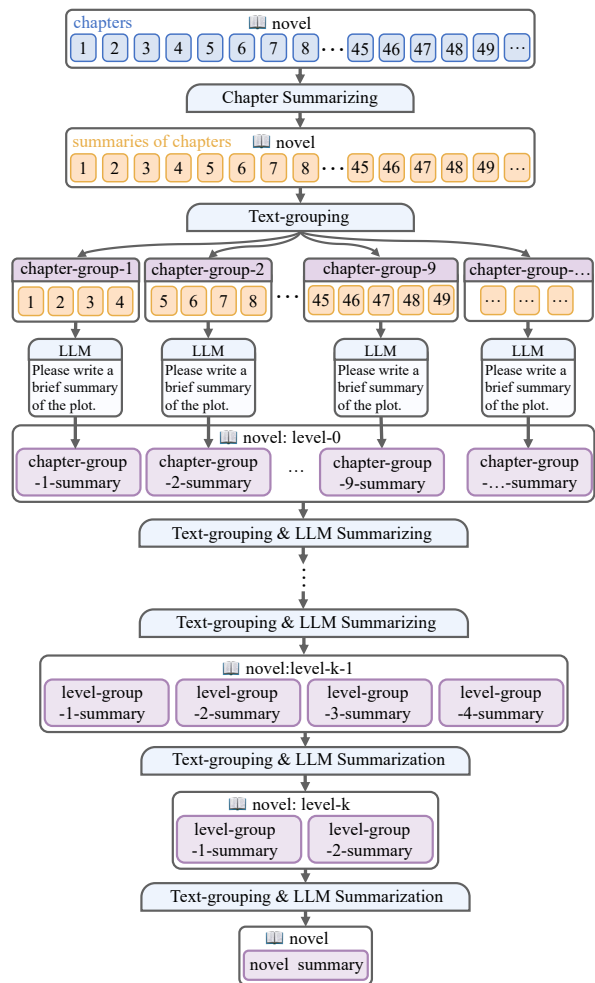 chapters
novel
1 2 3 4 5 6 7 8 ... 45 46 47 48 49 ...
Chapter Summarizing
summaries of chapters
novel
1 2 3 4 5 6 7 8 ... 45 46 47 48 49 ...
Text-grouping
chapter-group-1
chapter-group-2
chapter-group-9
chapter-group-...
1 2 3 4
5 6 7 8
...
45 46 47 48 49
... ... ...
LLM
Please write a
brief summary
of the plot.
LLM
Please write a
brief summary
of the plot.
LLM
Please write a
brief summary
of the plot.
LLM
Please write a
brief summary
of the plot.
novel: level-0
chapter-group
-1-summary
chapter-group
-2-summary
...
chapter-group
-9-summary
chapter-group
-...-summary
Text-grouping & LLM Summarizing
Text-grouping & LLM Summarizing
novel:level-k-1
level-group
-1-summary
level-group
-2-summary
level-group
-3-summary
level-group
-4-summary
Text-grouping & LLM Summarization
novel: level-k
level-group
-1-summary
level-group
-2-summary
Text-grouping & LLM Summarization
novel
novel summary